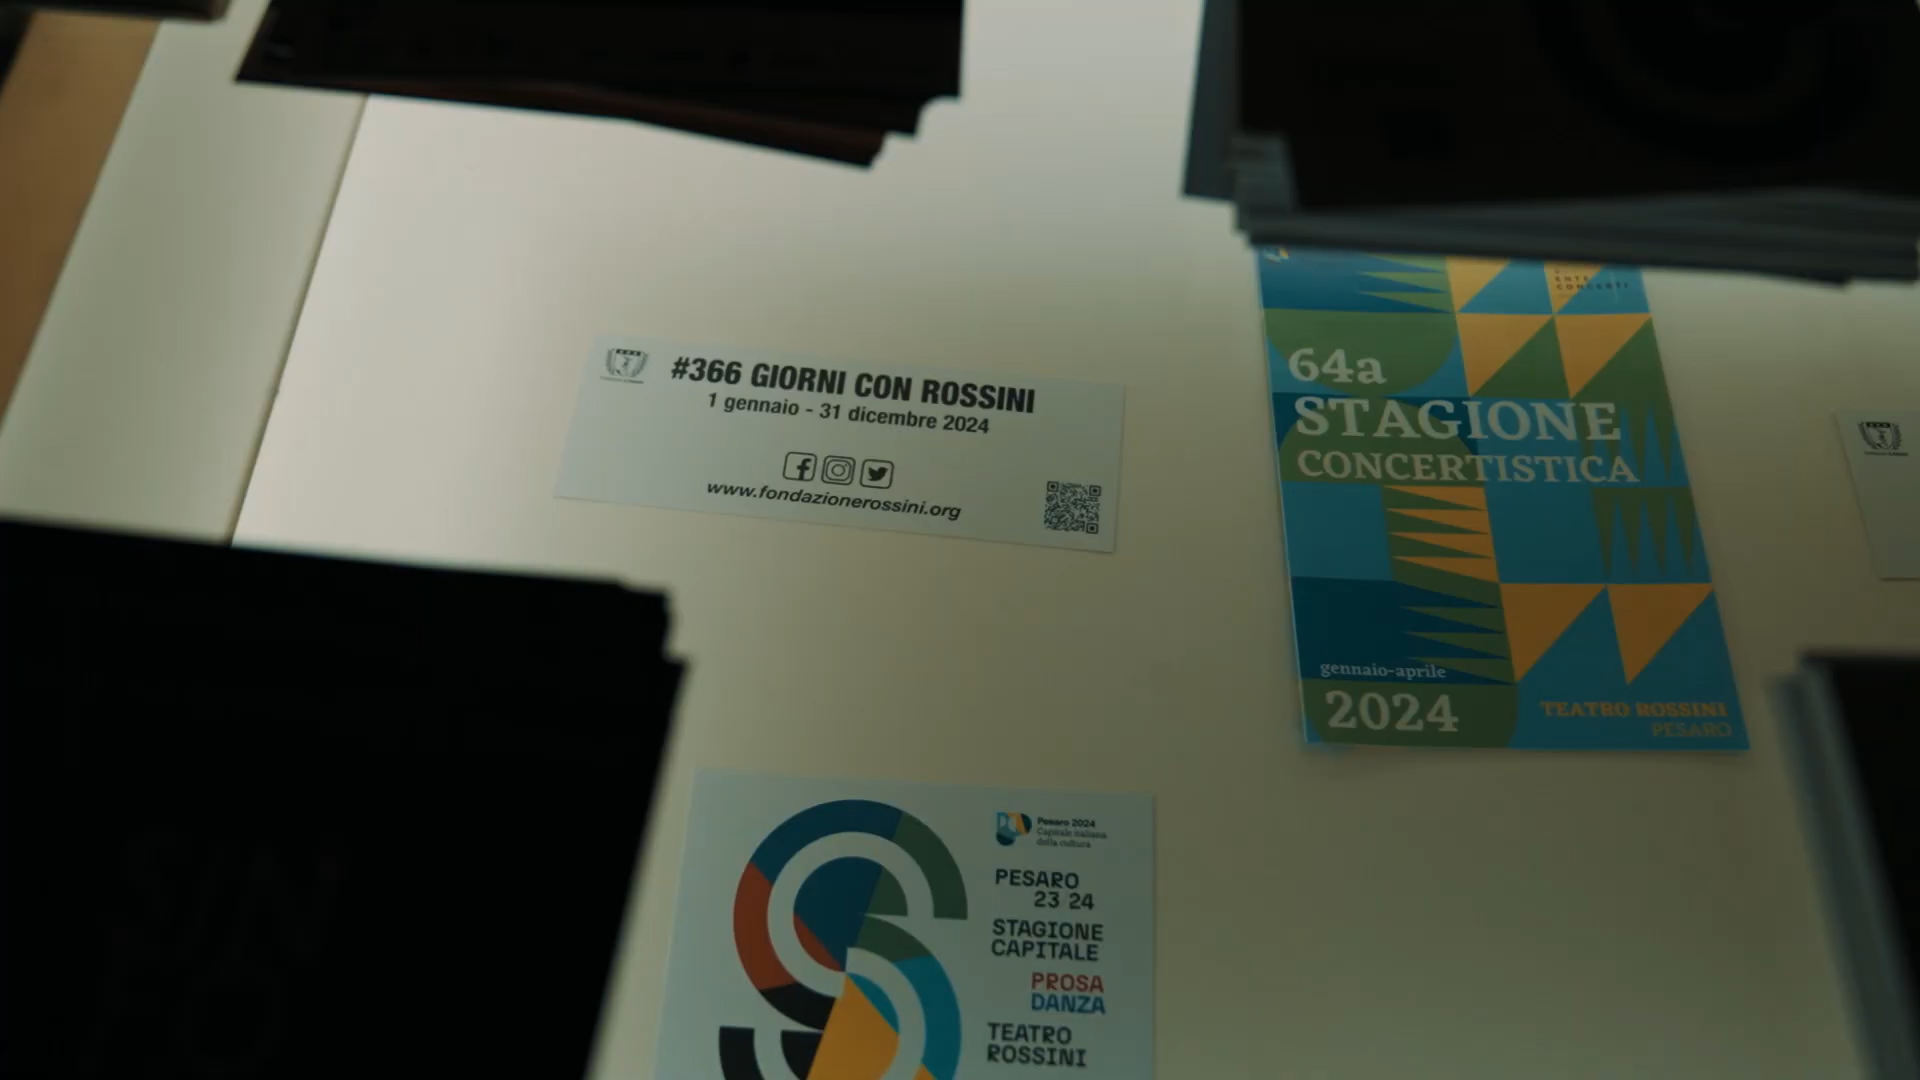 #366 GIORNI CON ROSSINI
1 gennaio - 31 dicembre 2024
www.fondazionerossini.org
ENTE
CONCERTI
64a
STAGIONE
CONCERTISTICA
gennaio-aprile
2024
TEATRO ROSSINI
PESARO
Pesaro 2024
Capitale italiana
della cultura
PESARO
23 24
STAGIONE
CAPITALE
PROSA
DANZA
TEATRO
ROSSINI